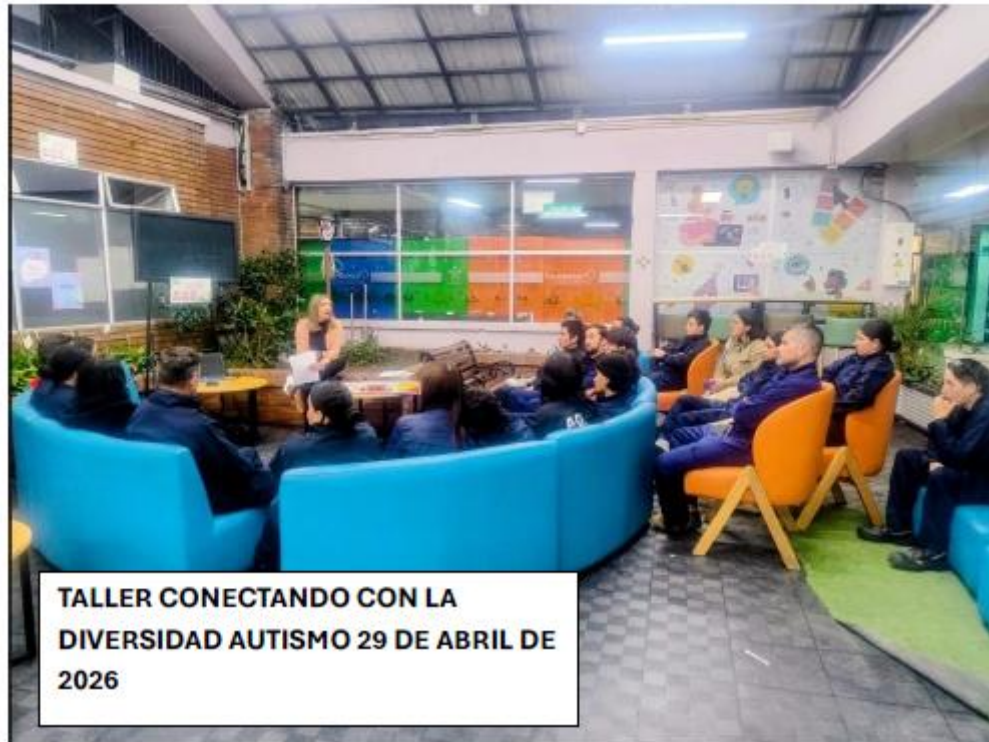 TALLER CONECTANDO CON LA
DIVERSIDAD AUTISMO 29 DE ABRIL DE
2026